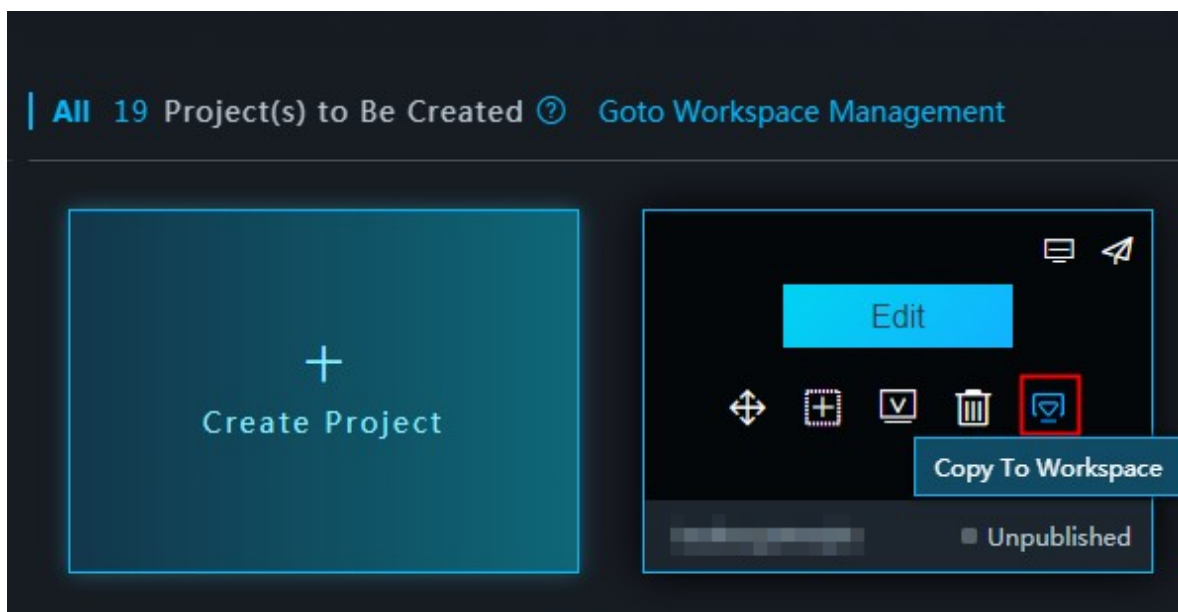 All 19 Project(s) to Be Created ? Goto Workspace Management
Edit
Create Project
Copy To Workspace
Unpublished